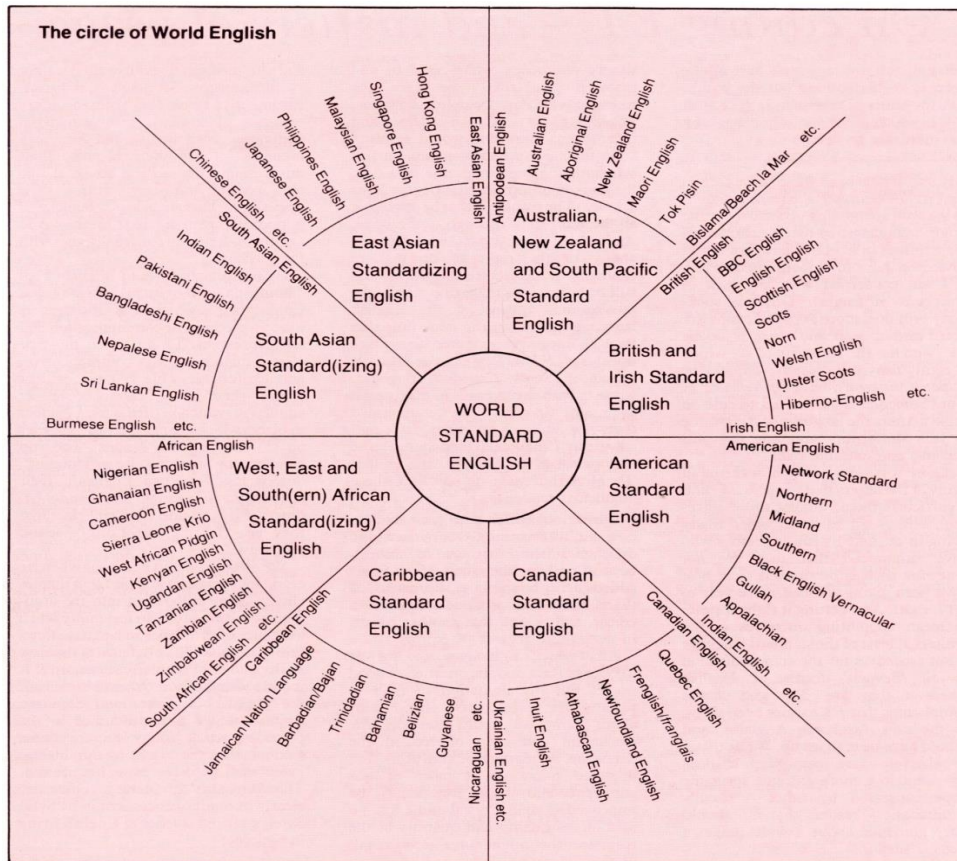 The circle of World English
WORLD
STANDARD
ENGLISH
Australian,
New Zealand
and South Pacific
Standard
English
Antipodean English
Australian English
Aboriginal English
New Zealand English
Maori English
Tok Pisin
Bislama/Beach la Mar etc.
British and
Irish Standard
English
British English
BBC English
English English
Scottish English
Scots
Norn
Welsh English
Ulster Scots
Hiberno-English etc.
Irish English
American
Standard
English
American English
Network Standard
Northern
Midland
Southern
Black English Vernacular
Gullah
Appalachian
Indian English etc.
Canadian
Standard
English
Canadian English
Quebec English
Frenglish/franglais
Newfoundland English
Athabascan English
Inuit English
Ukrainian English etc.
Caribbean
Standard
English
Caribbean English
Jamaican Nation Language
Barbadian/Bajan
Trinidadian
Bahamian
Belizian
Guyanese
Nicaraguan etc.
West, East and
South(ern) African
Standard(izing)
English
African English
Nigerian English
Ghanaian English
Cameroon English
Sierra Leone Krio
West African Pidgin
Kenyan English
Ugandan English
Tanzanian English
Zambian English
Zimbabwean English
South African English etc.
South Asian
Standard(izing)
English
South Asian English
Indian English
Pakistani English
Bangladeshi English
Nepalese English
Sri Lankan English
Burmese English etc.
East Asian
Standardizing
English
East Asian English
Hong Kong English
Singapore English
Malaysian English
Philippines English
Japanese English
Chinese English etc.